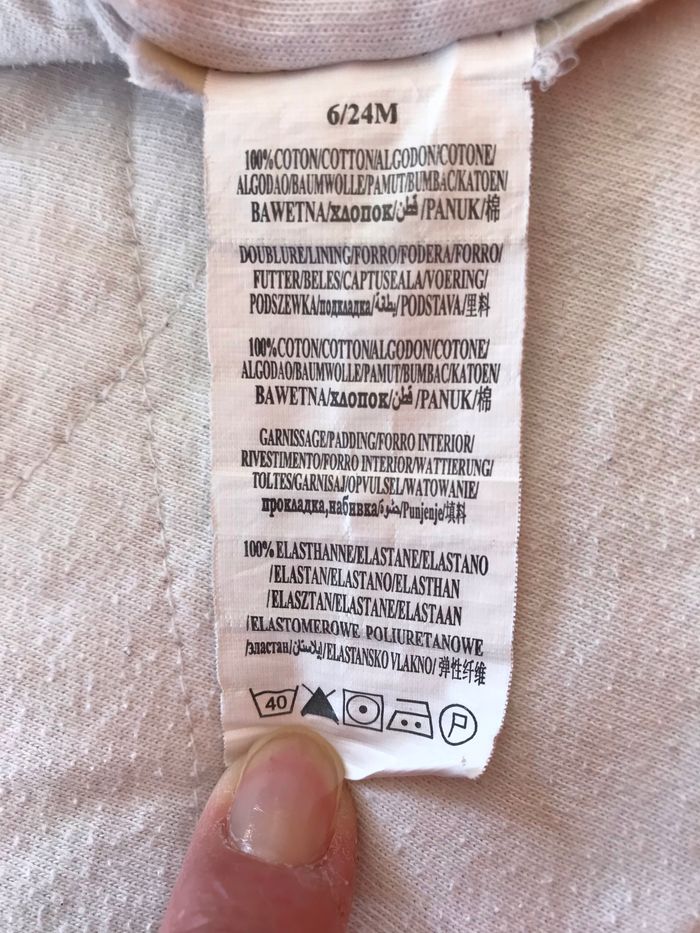 6/24M
100%COTON/COTTON/ALGODON/COTONE/
ALGODAO/BAUMWOLLE/PAMUT/BUMBAC/KATOEN/
BAWETNA/хлопок/قطن/PANUK/棉
DOUBLURE/LINING/FORRO/FODERA/FORRO/
FUTTER/BELES/CAPTUSEALA/VOERING/
PODSZEWKA/подкладка/بطانة/PODSTAVA/里料
100%COTON/COTTON/ALGODON/COTONE/
ALGODAO/BAUMWOLLE/PAMUT/BUMBAC/KATOEN/
BAWETNA/хлопок/قطن/PANUK/棉
GARNISSAGE/PADDING/FORRO INTERIOR/
RIVESTIMENTO/FORRO INTERIOR/WATTIERUNG/
TOLTES/GARNISAJ/OPVULSEL/WATOWANIE/
прокладка,набивка/حشوة/Punjenje/填料
100% ELASTHANNE/ELASTANE/ELASTANO
/ELASTAN/ELASTANO/ELASTHAN
/ELASZTAN/ELASTANE/ELASTAAN
/ELASTOMEROWE POLIURETANOWE
/эластан/إيلاستان/ELASTANSKO VLAKNO/ 弹性纤维
40 P